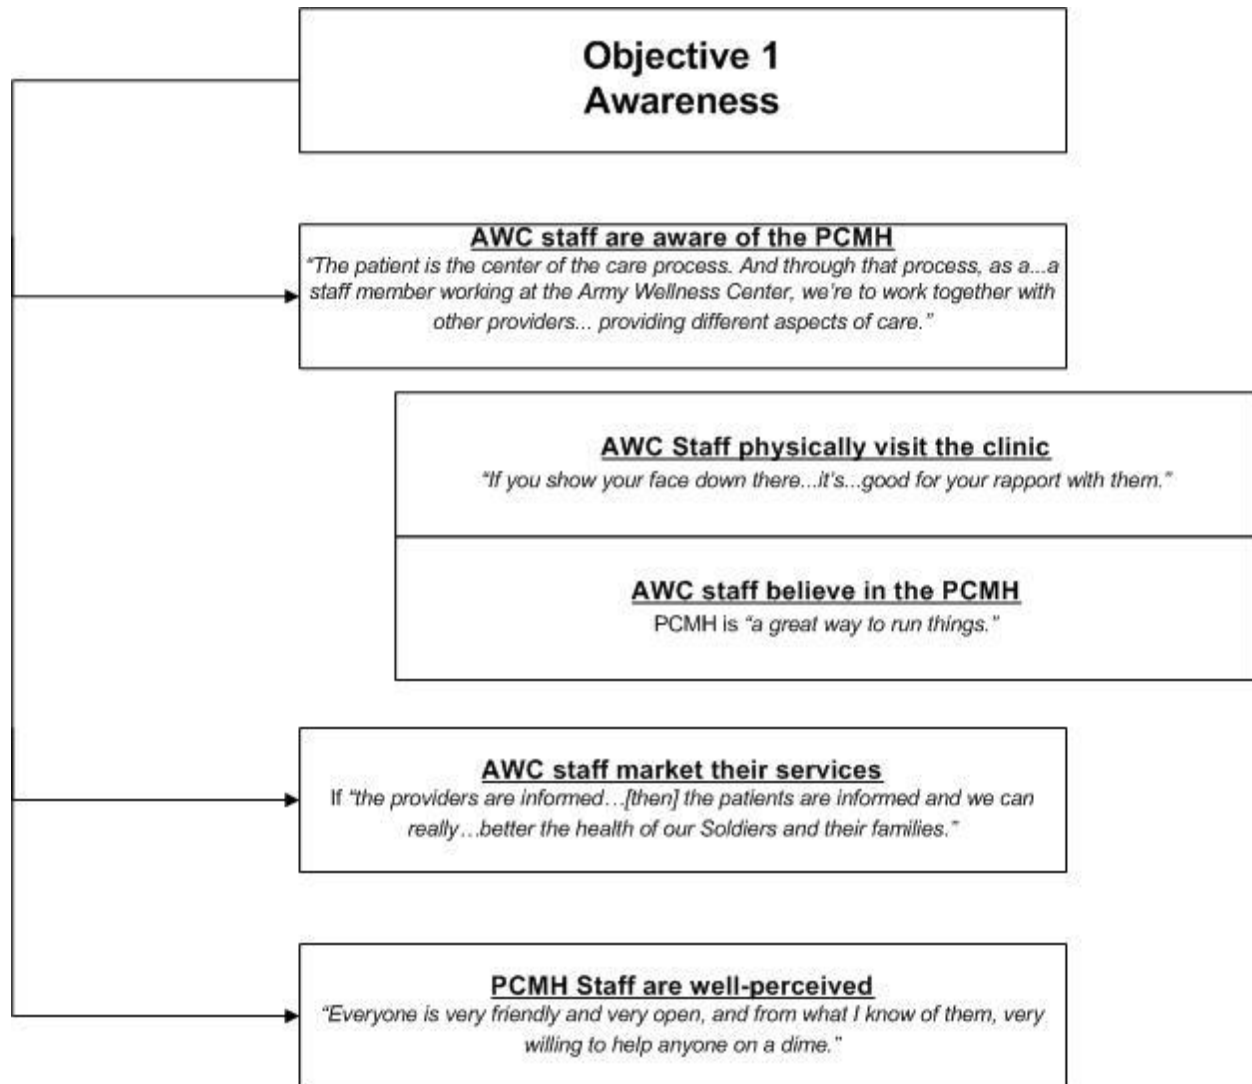 Objective 1
Awareness
AWC staff are aware of the PCMH
“The patient is the center of the care process. And through that process, as a...a
staff member working at the Army Wellness Center, we’re to work together with
other providers... providing different aspects of care.”
AWC Staff physically visit the clinic
“If you show your face down there...it’s...good for your rapport with them.”
AWC staff believe in the PCMH
PCMH is “a great way to run things.”
AWC staff market their services
If “the providers are informed…[then] the patients are informed and we can
really…better the health of our Soldiers and their families.”
PCMH Staff are well-perceived
“Everyone is very friendly and very open, and from what I know of them, very
willing to help anyone on a dime.”